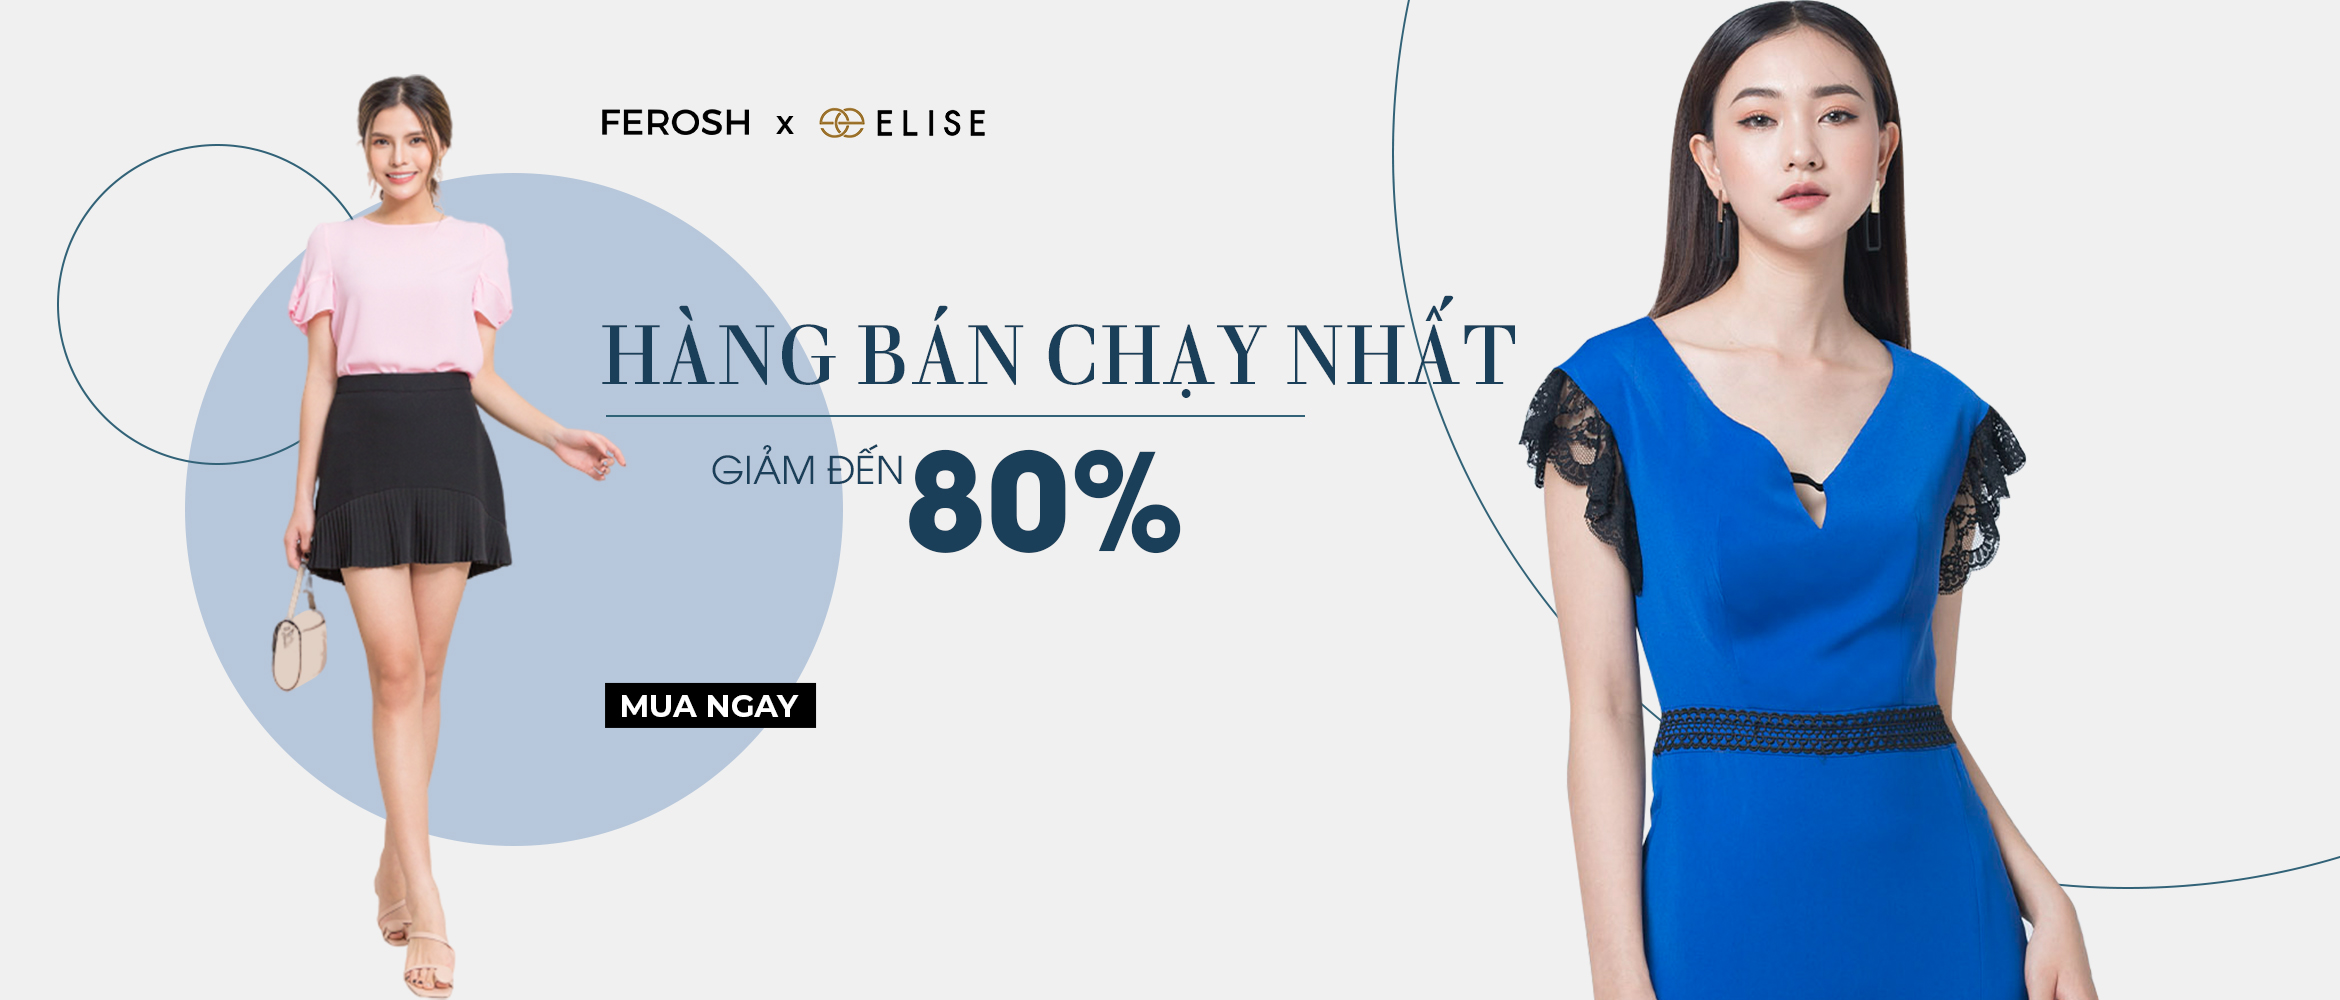 FEROSH x ELISE
HÀNG BÁN CHẠY NHẤT
GIẢM ĐẾN 80%
MUA NGAY